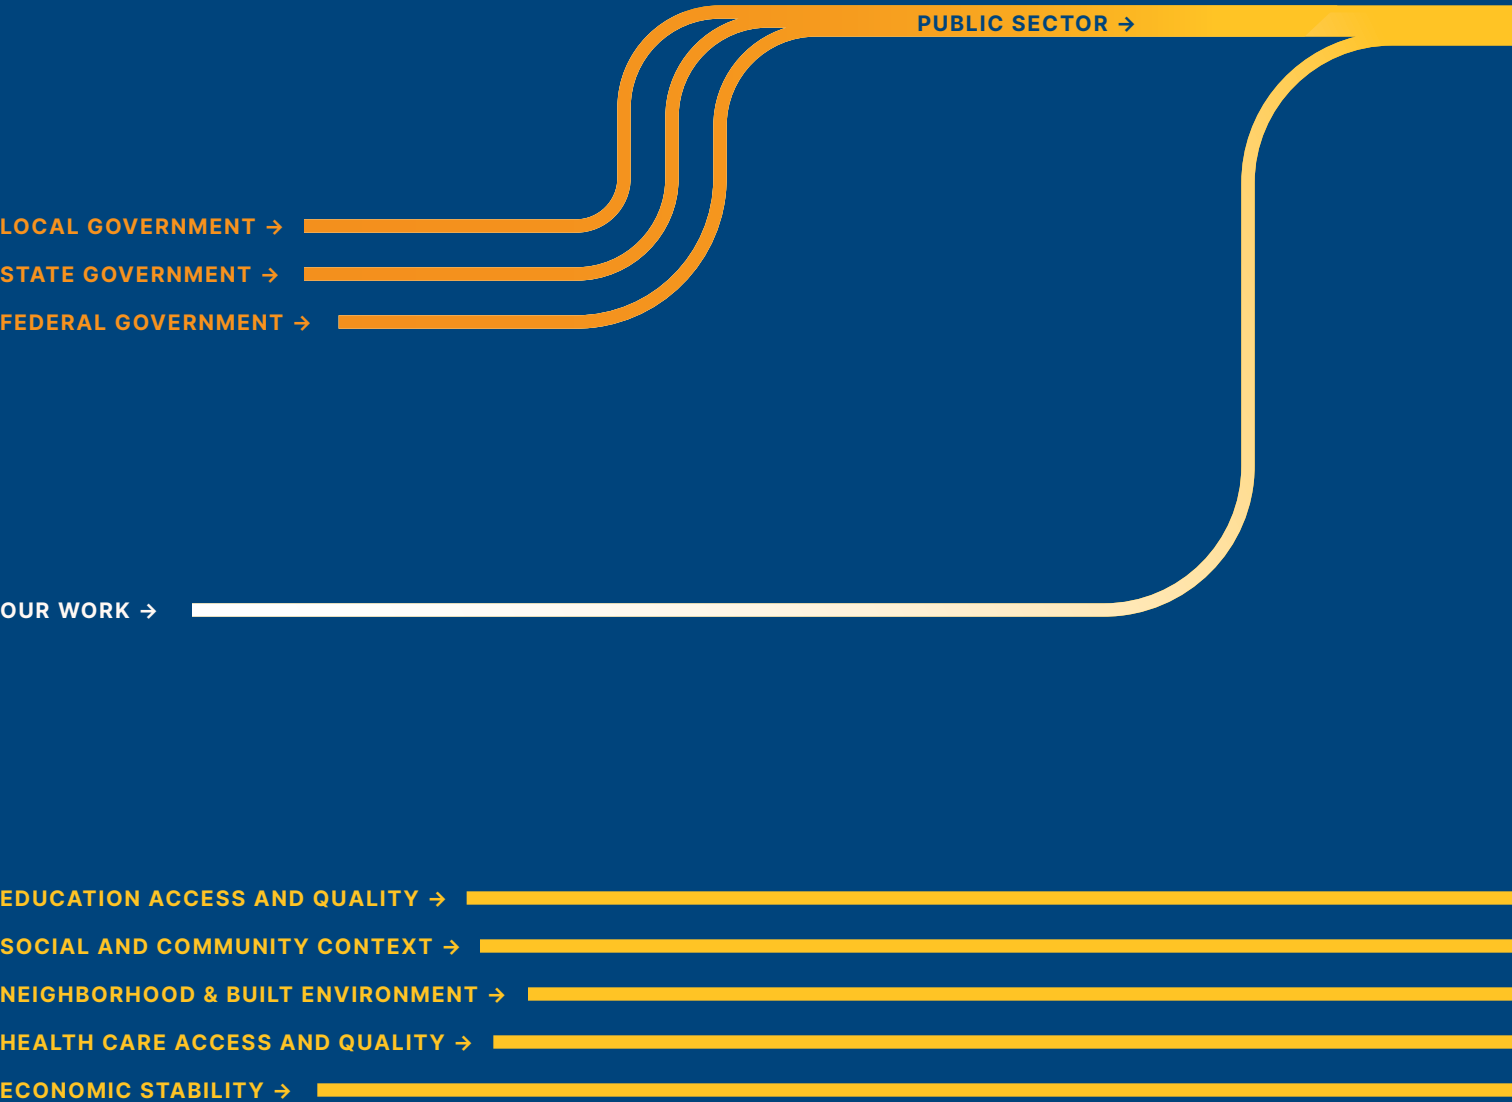 PUBLIC SECTOR →
LOCAL GOVERNMENT →
STATE GOVERNMENT →
FEDERAL GOVERNMENT →
OUR WORK →
EDUCATION ACCESS AND QUALITY →
SOCIAL AND COMMUNITY CONTEXT →
NEIGHBORHOOD & BUILT ENVIRONMENT →
HEALTH CARE ACCESS AND QUALITY →
ECONOMIC STABILITY →